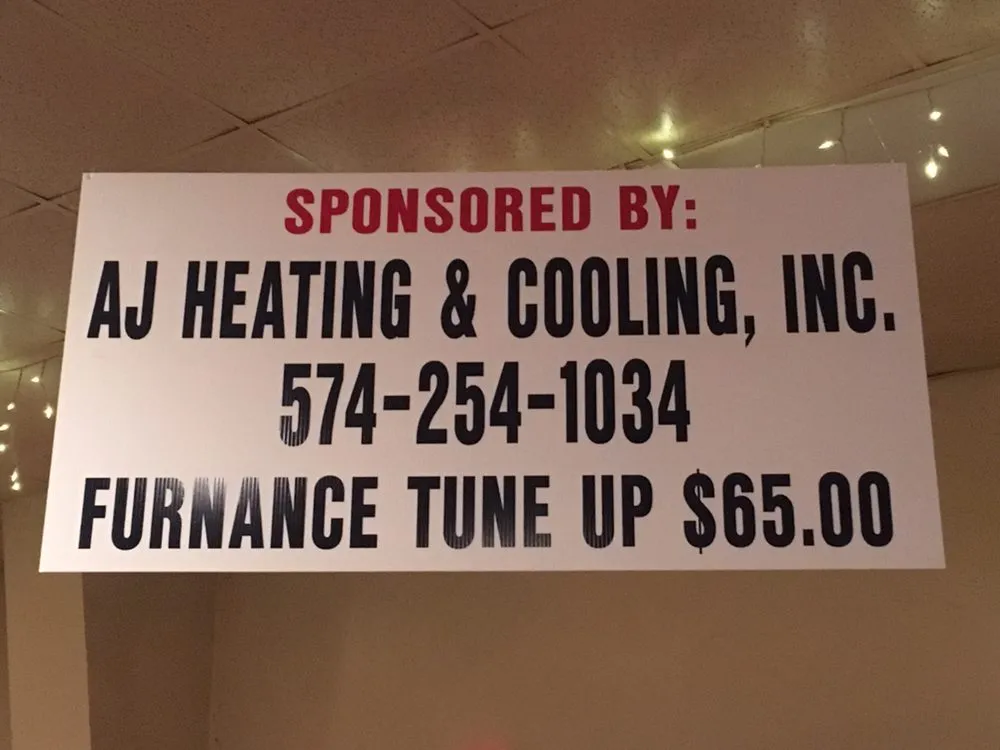 SPONSORED BY:
AJ HEATING & COOLING, INC.
574-254-1034
FURNANCE TUNE UP $65.00